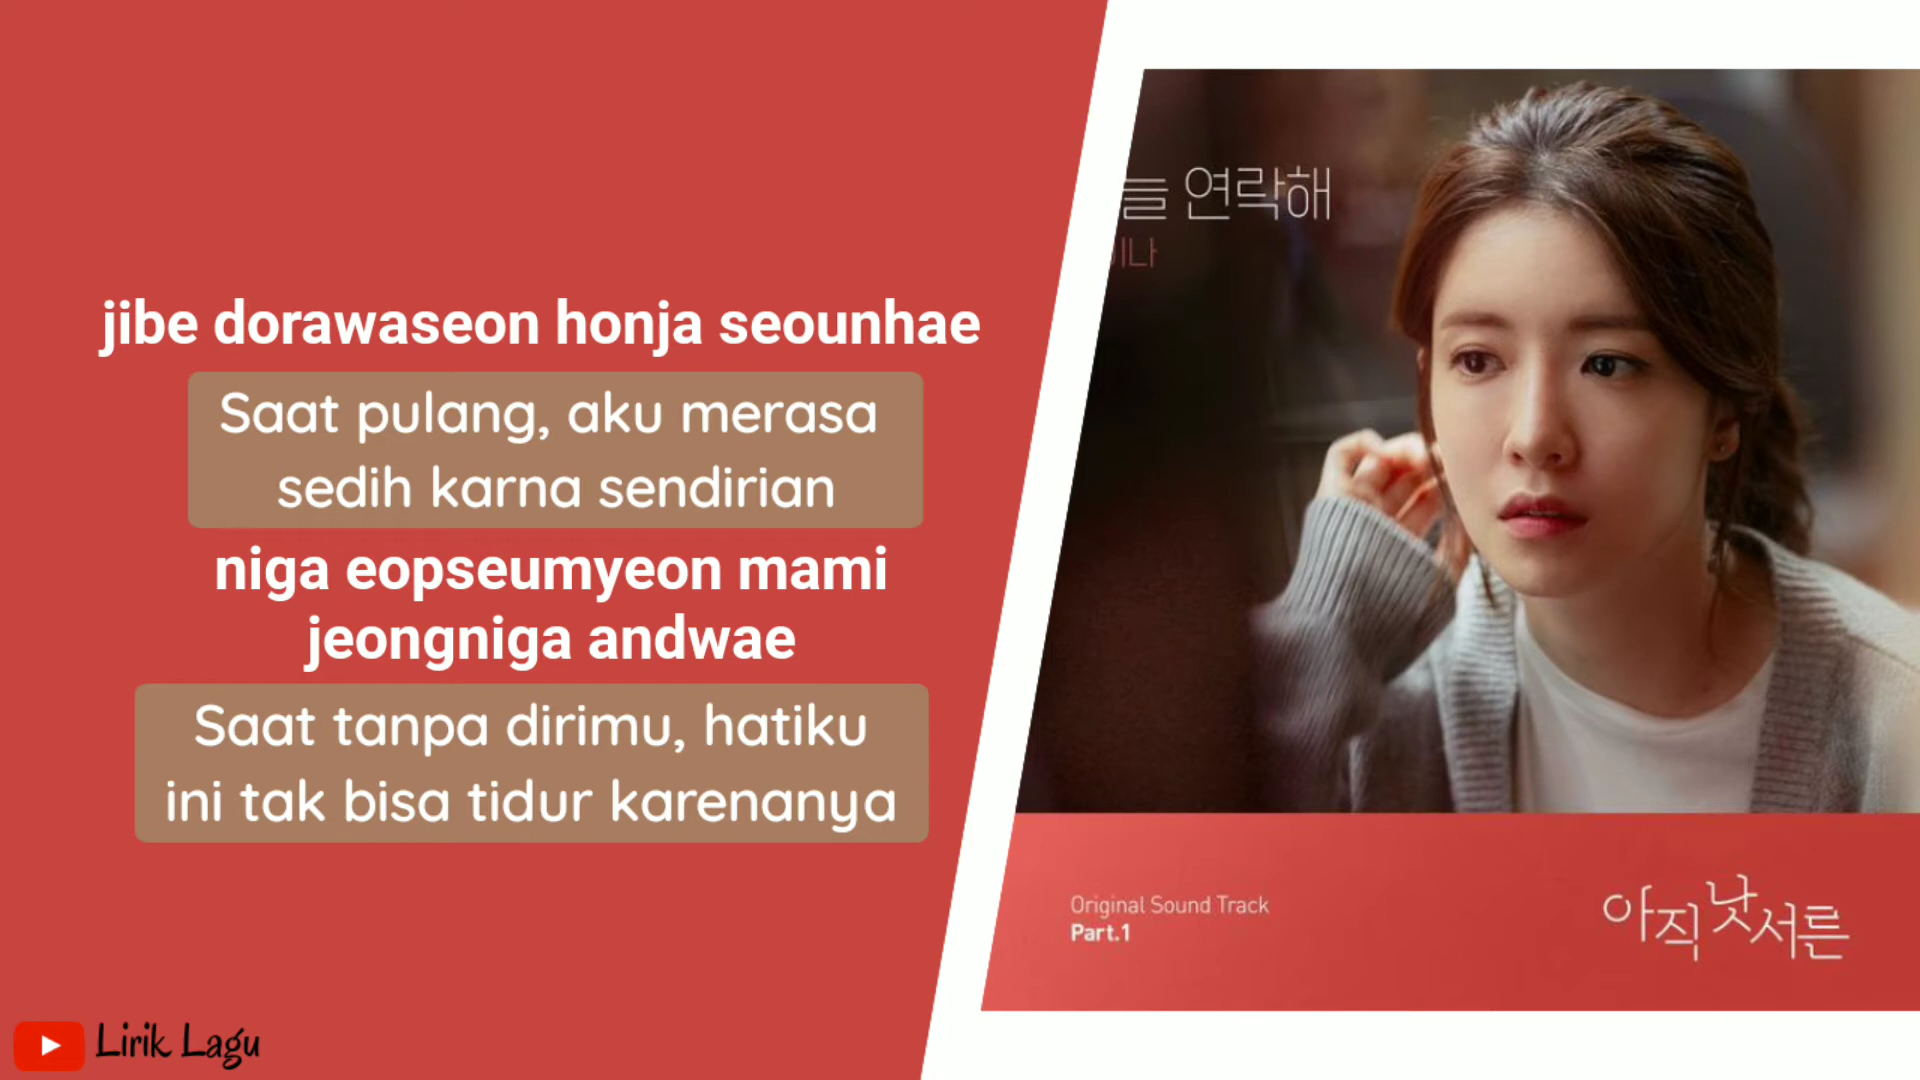 jibe dorawaseon honja seounhae
Saat pulang, aku merasa
sedih karna sendirian
niga eopseumyeon mami
jeongniga andwae
Saat tanpa dirimu, hatiku
ini tak bisa tidur karenanya
Lirik Lagu
늘 연락해
나
Original Sound Track
Part.1
아직 낫서른